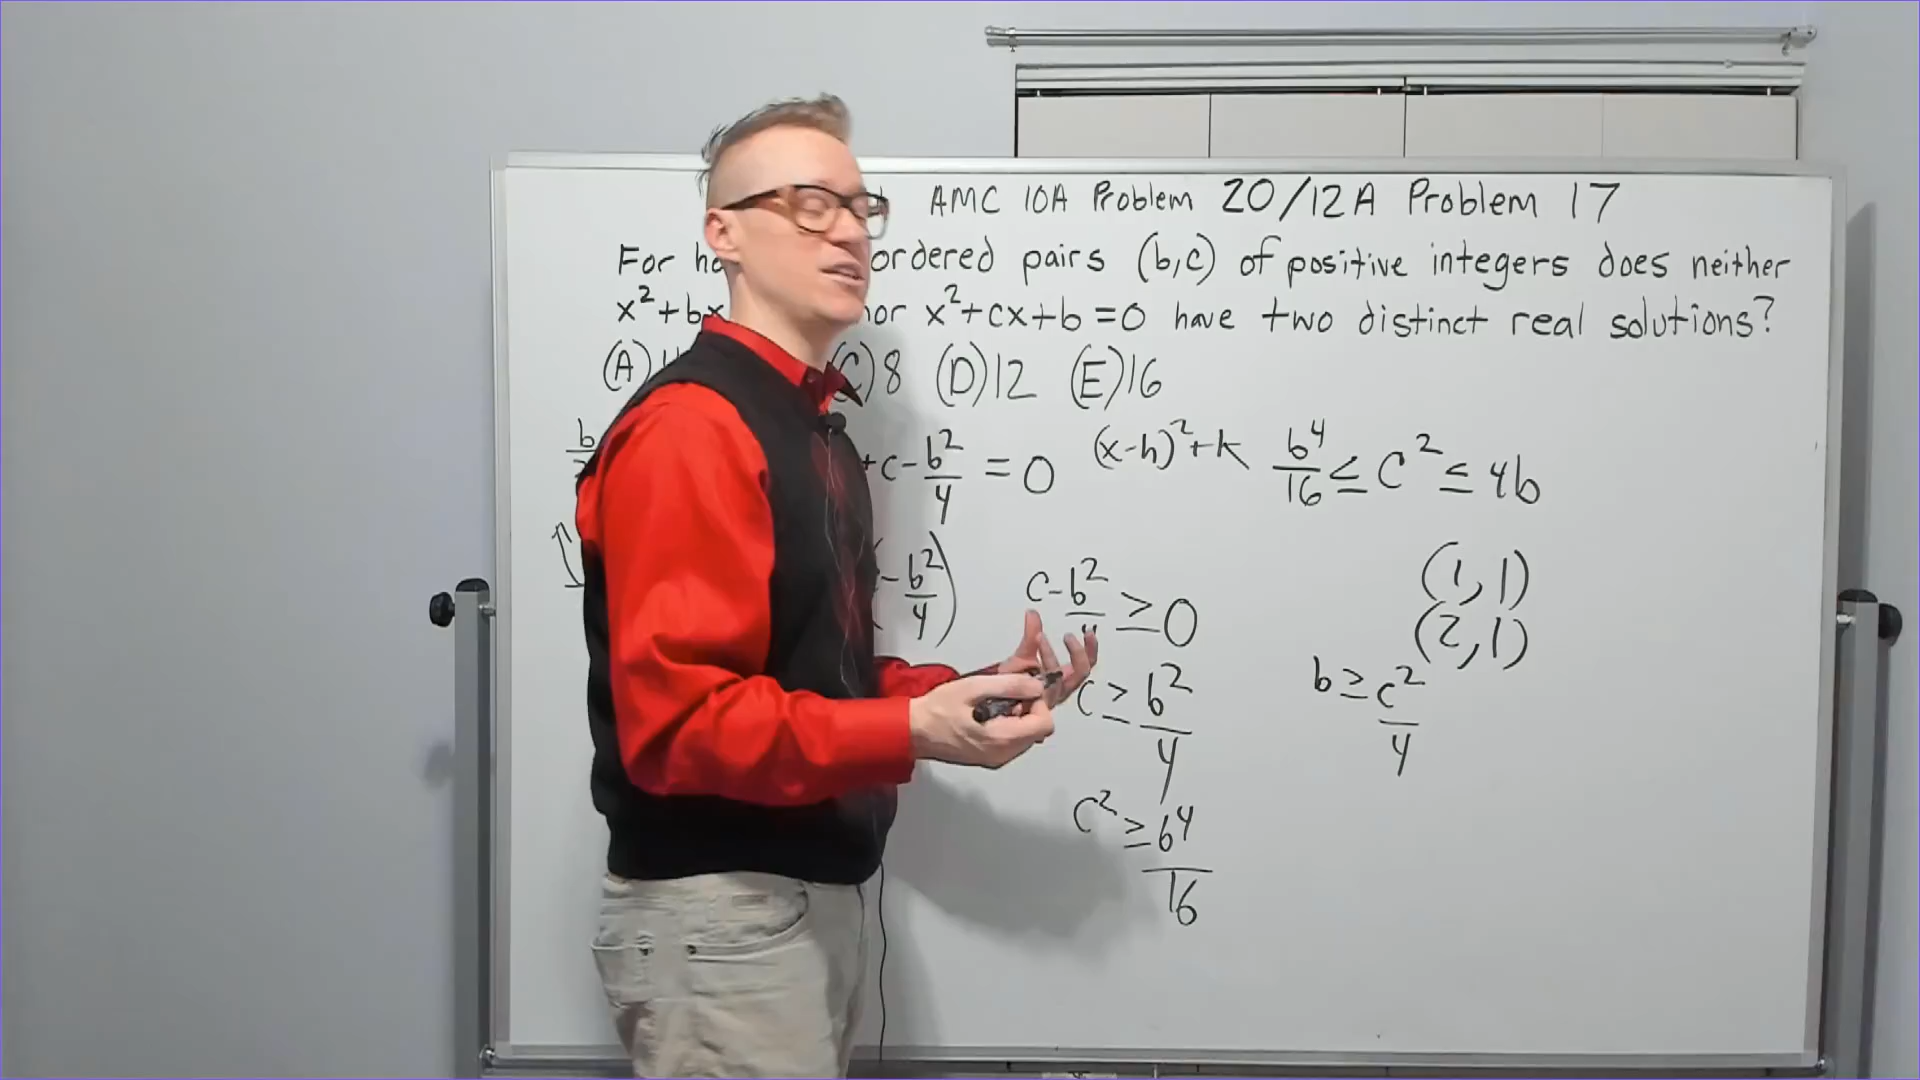 AMC 10A Problem 20/12A Problem 17
For ordered pairs (b,c) of positive integers does neither
x²+bx nor x²+cx+b=0 have two distinct real solutions?
(A) (C)8 (D)12 (E)16
b +c-b²/4 =0 (x-h)²+k b⁴/16 ≤ c² ≤ 4b
-b²/4) c-b²/4 ≥0 (1,1)
(2,1)
c ≥ b²/4 b ≥ c²/4
c² ≥ b⁴/16